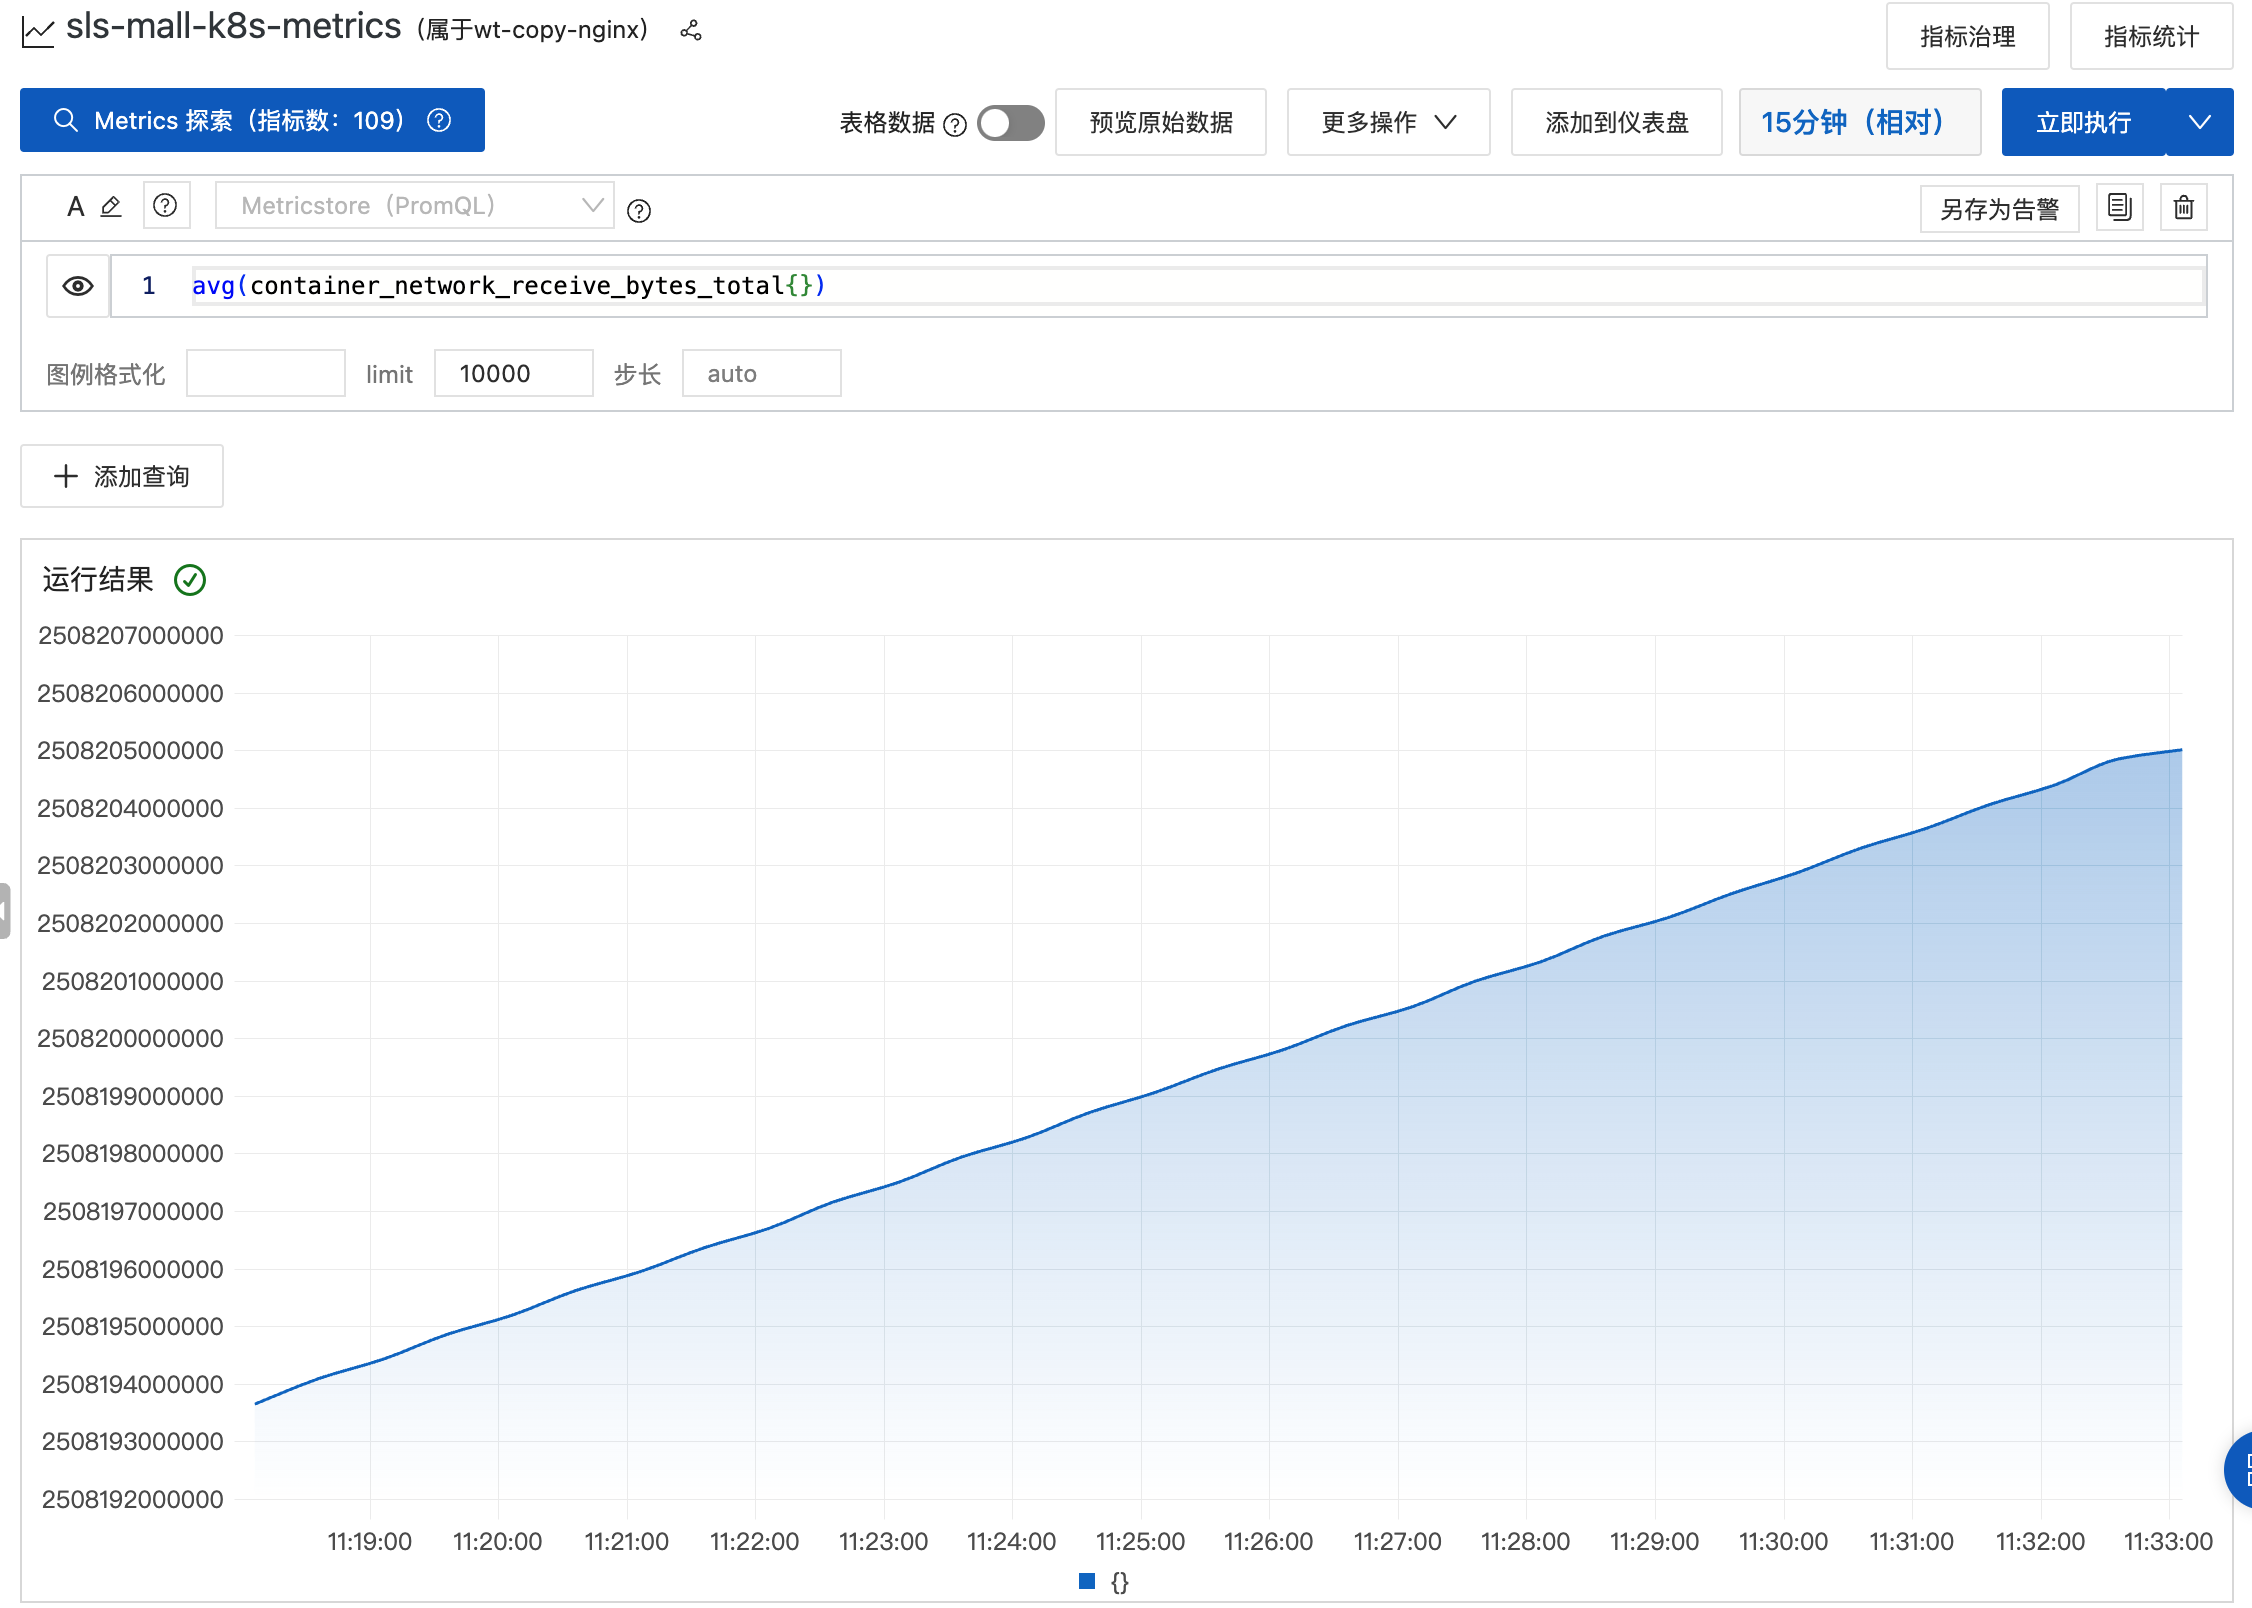 sls-mall-k8s-metrics (属于wt-copy-nginx)
指标治理 指标统计
Metrics 探索（指标数：109）
表格数据 预览原始数据 更多操作 添加到仪表盘 15分钟（相对） 立即执行
A Metricstore（PromQL） 另存为告警
1 avg(container_network_receive_bytes_total{})
图例格式化 limit 10000 步长 auto
添加查询
运行结果
2508207000000
2508206000000
2508205000000
2508204000000
2508203000000
2508202000000
2508201000000
2508200000000
2508199000000
2508198000000
2508197000000
2508196000000
2508195000000
2508194000000
2508193000000
2508192000000
11:19:00 11:20:00 11:21:00 11:22:00 11:23:00 11:24:00 11:25:00 11:26:00 11:27:00 11:28:00 11:29:00 11:30:00 11:31:00 11:32:00 11:33:00
{}